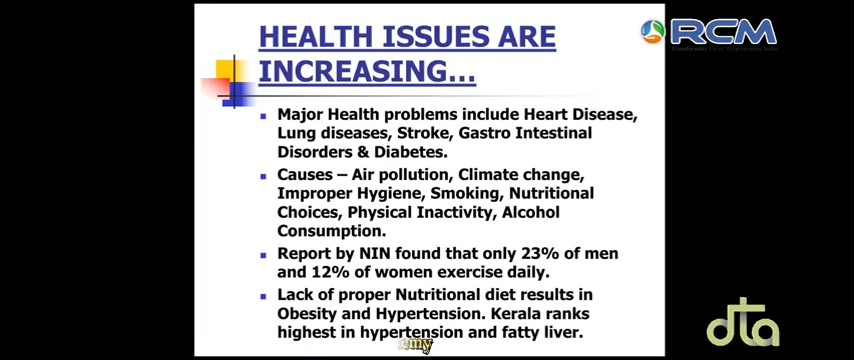 HEALTH ISSUES ARE
INCREASING...
RCM
Major Health problems include Heart Disease,
Lung diseases, Stroke, Gastro Intestinal
Disorders & Diabetes.
Causes – Air pollution, Climate change,
Improper Hygiene, Smoking, Nutritional
Choices, Physical Inactivity, Alcohol
Consumption.
Report by NIN found that only 23% of men
and 12% of women exercise daily.
Lack of proper Nutritional diet results in
Obesity and Hypertension. Kerala ranks
highest in hypertension and fatty liver.
dta
emy